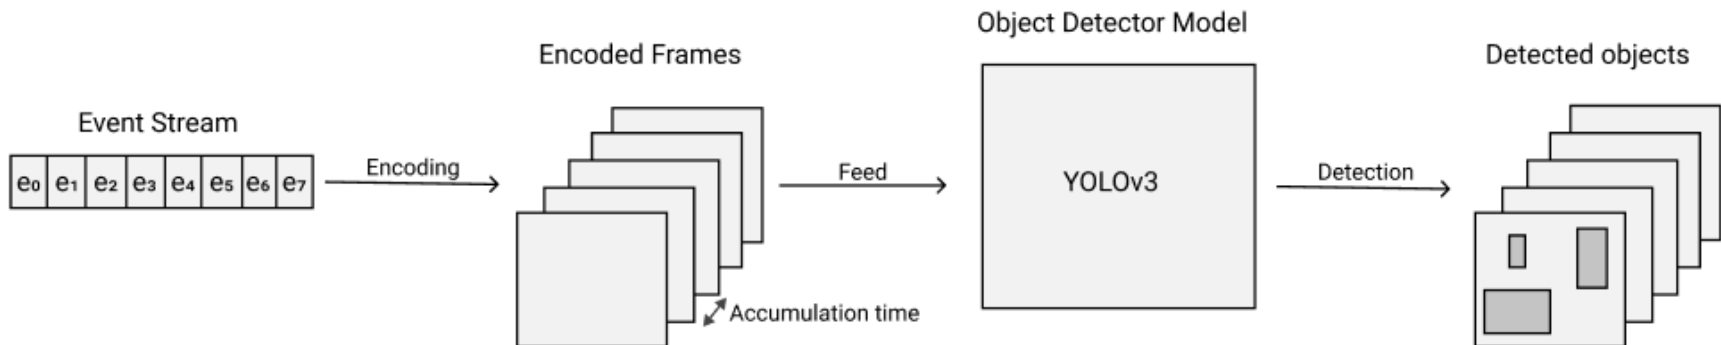 Object Detector Model
Encoded Frames
Detected objects
Event Stream
e₀ e₁ e₂ e₃ e₄ e₅ e₆ e₇
Encoding
Feed
YOLOv3
Detection
Accumulation time